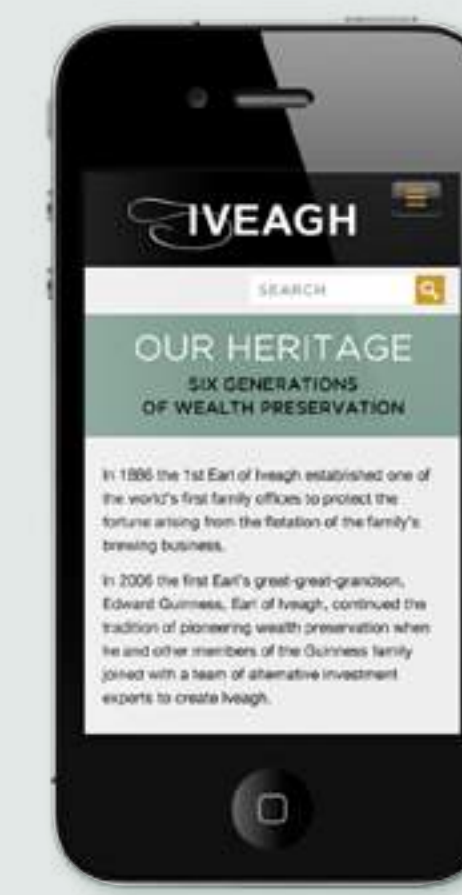 IVEAGH
SEARCH
OUR HERITAGE
SIX GENERATIONS
OF WEALTH PRESERVATION
In 1886 the 1st Earl of Iveagh established one of
the world's first family offices to protect the
fortune arising from the flotation of the family's
brewing business.
In 2006 the first Earl's great-great-grandson,
Edward Guinness, Earl of Iveagh, continued the
tradition of pioneering wealth preservation when
he and other members of the Guinness family
joined with a team of alternative investment
experts to create Iveagh.